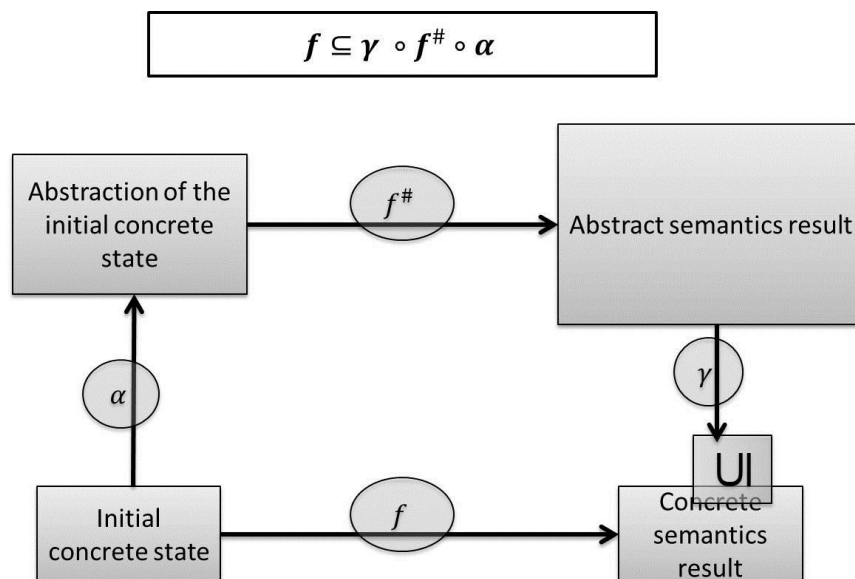 f ⊆ γ ∘ f# ∘ α
Abstraction of the
initial concrete
state
f#
Abstract semantics result
α
γ
⊆
Initial
concrete state
f
Concrete
semantics
result